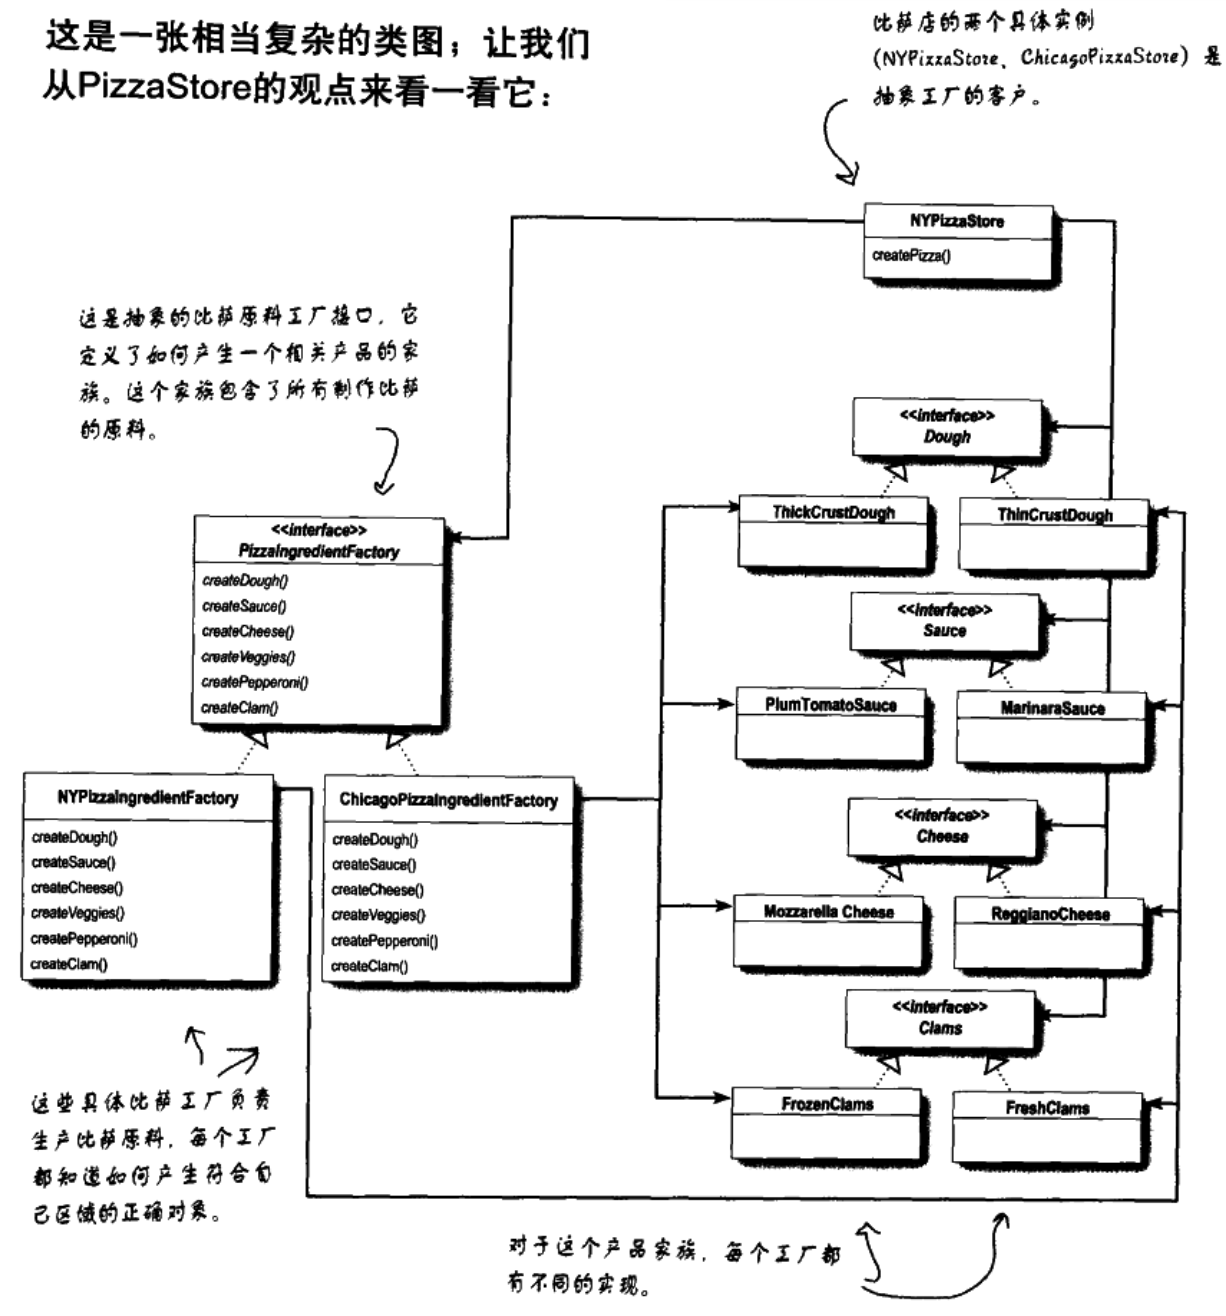 这是一张相当复杂的类图；让我们
从PizzaStore的观点来看一看它：
比萨店的两个具体实例
(NYPizzaStore、ChicagoPizzaStore) 是
抽象工厂的客户。
NYPizzaStore
createPizza()
这是抽象的比萨原料工厂接口，它
定义了如何产生一个相关产品的家
族。这个家族包含了所有制作比萨
的原料。
<<interface>>
PizzaIngredientFactory
createDough()
createSauce()
createCheese()
createVeggies()
createPepperoni()
createClam()
NYPizzaIngredientFactory
createDough()
createSauce()
createCheese()
createVeggies()
createPepperoni()
createClam()
ChicagoPizzaIngredientFactory
createDough()
createSauce()
createCheese()
createVeggies()
createPepperoni()
createClam()
<<interface>>
Dough
ThickCrustDough
ThinCrustDough
<<interface>>
Sauce
PlumTomatoSauce
MarinaraSauce
<<interface>>
Cheese
Mozzarella Cheese
ReggianoCheese
<<interface>>
Clams
FrozenClams
FreshClams
这些具体比萨工厂负责
生产比萨原料，每个工厂
都知道如何产生符合自
己区域的正确对象。
对于这个产品家族，每个工厂都
有不同的实现。